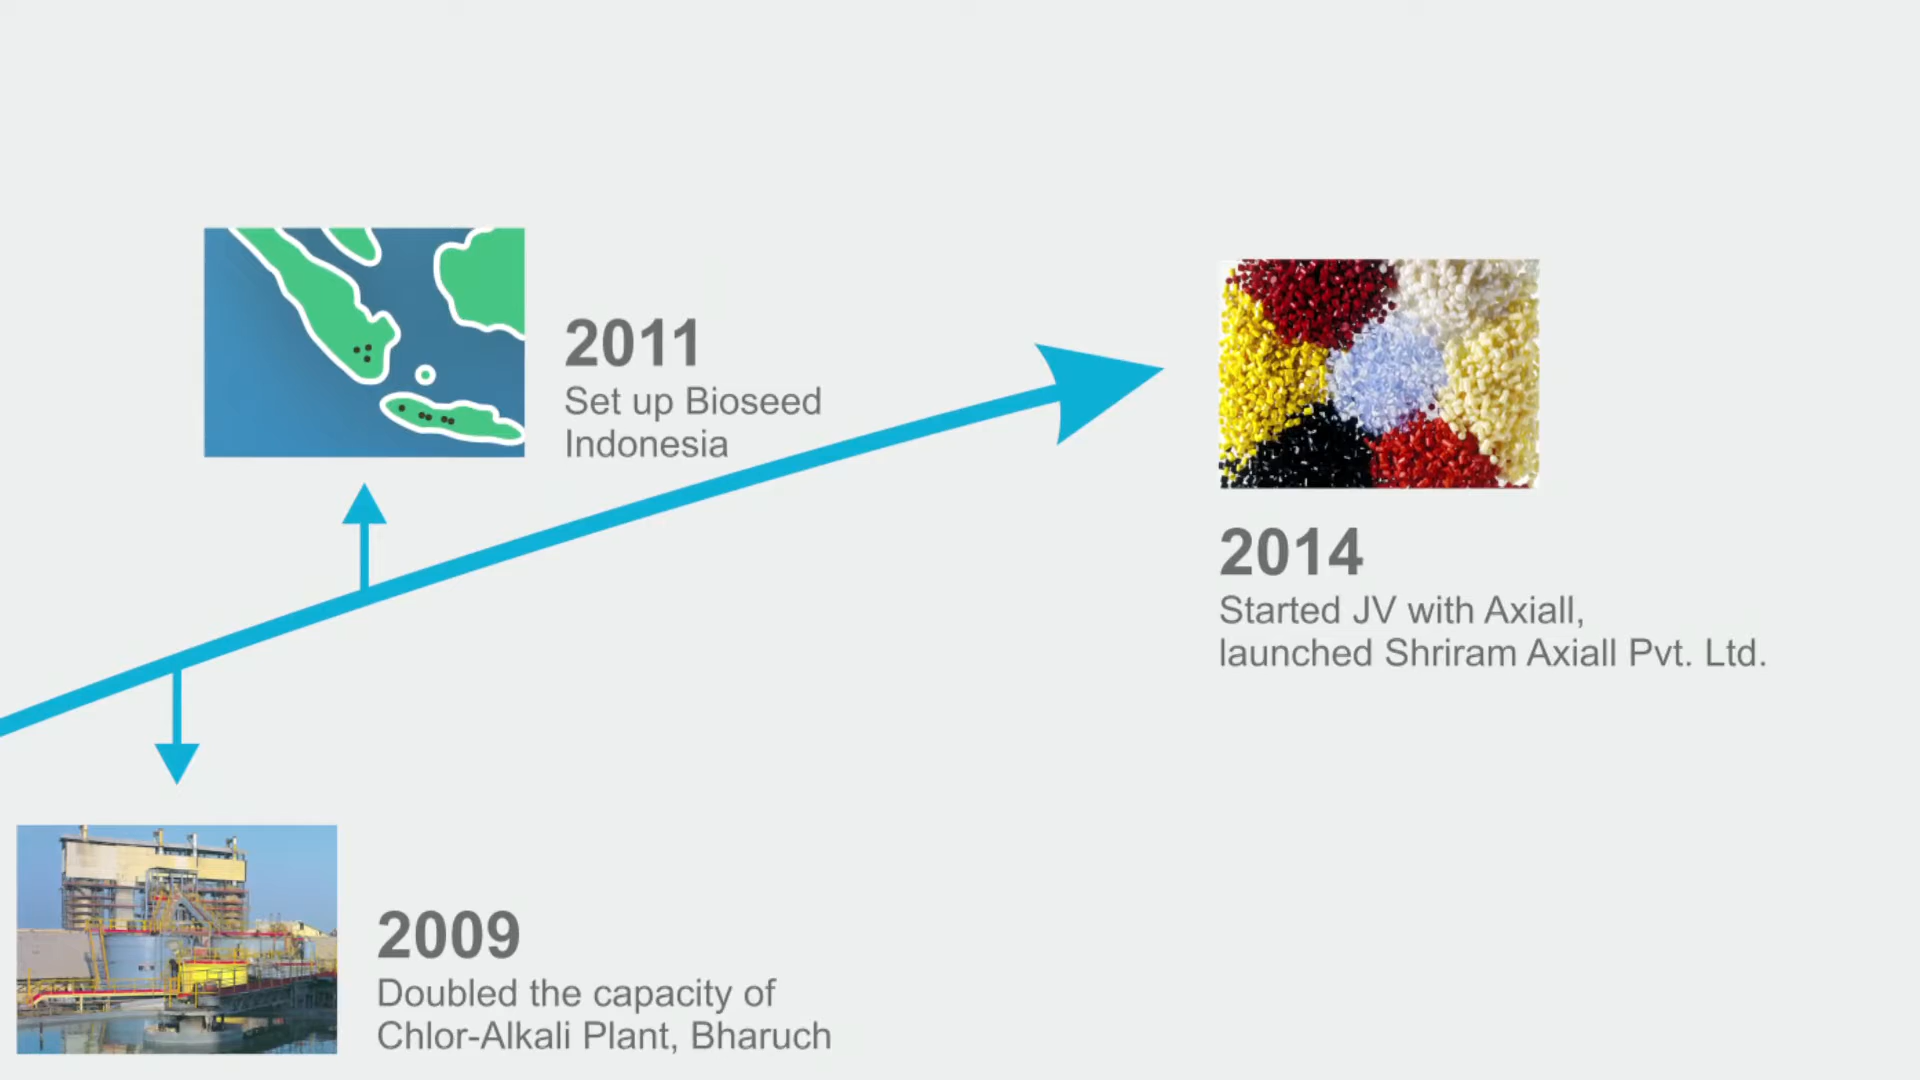 2011
Set up Bioseed
Indonesia
2014
Started JV with Axiall,
launched Shriram Axiall Pvt. Ltd.
2009
Doubled the capacity of
Chlor-Alkali Plant, Bharuch